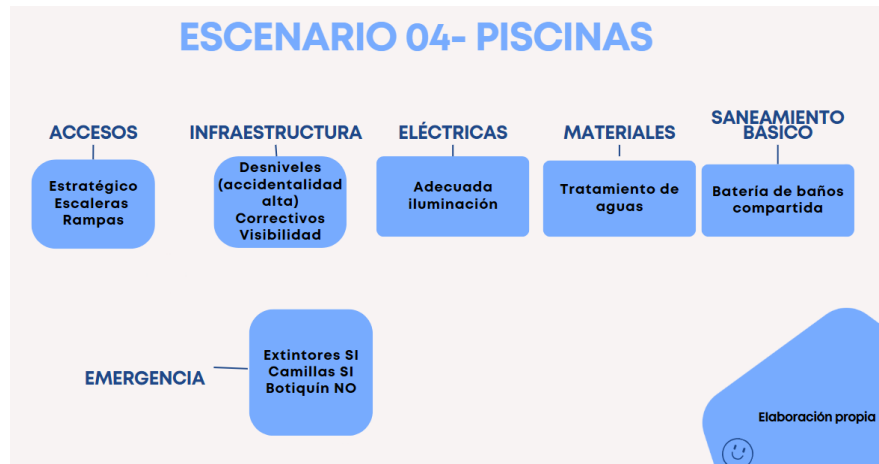 ESCENARIO 04- PISCINAS
ACCESOS
Estratégico
Escaleras
Rampas
INFRAESTRUCTURA
Desniveles
(accidentalidad
alta)
Correctivos
Visibilidad
ELÉCTRICAS
Adecuada
iluminación
MATERIALES
Tratamiento de
aguas
SANEAMIENTO
BÁSICO
Batería de baños
compartida
EMERGENCIA
Extintores SI
Camillas SI
Botiquín NO
Elaboración propia